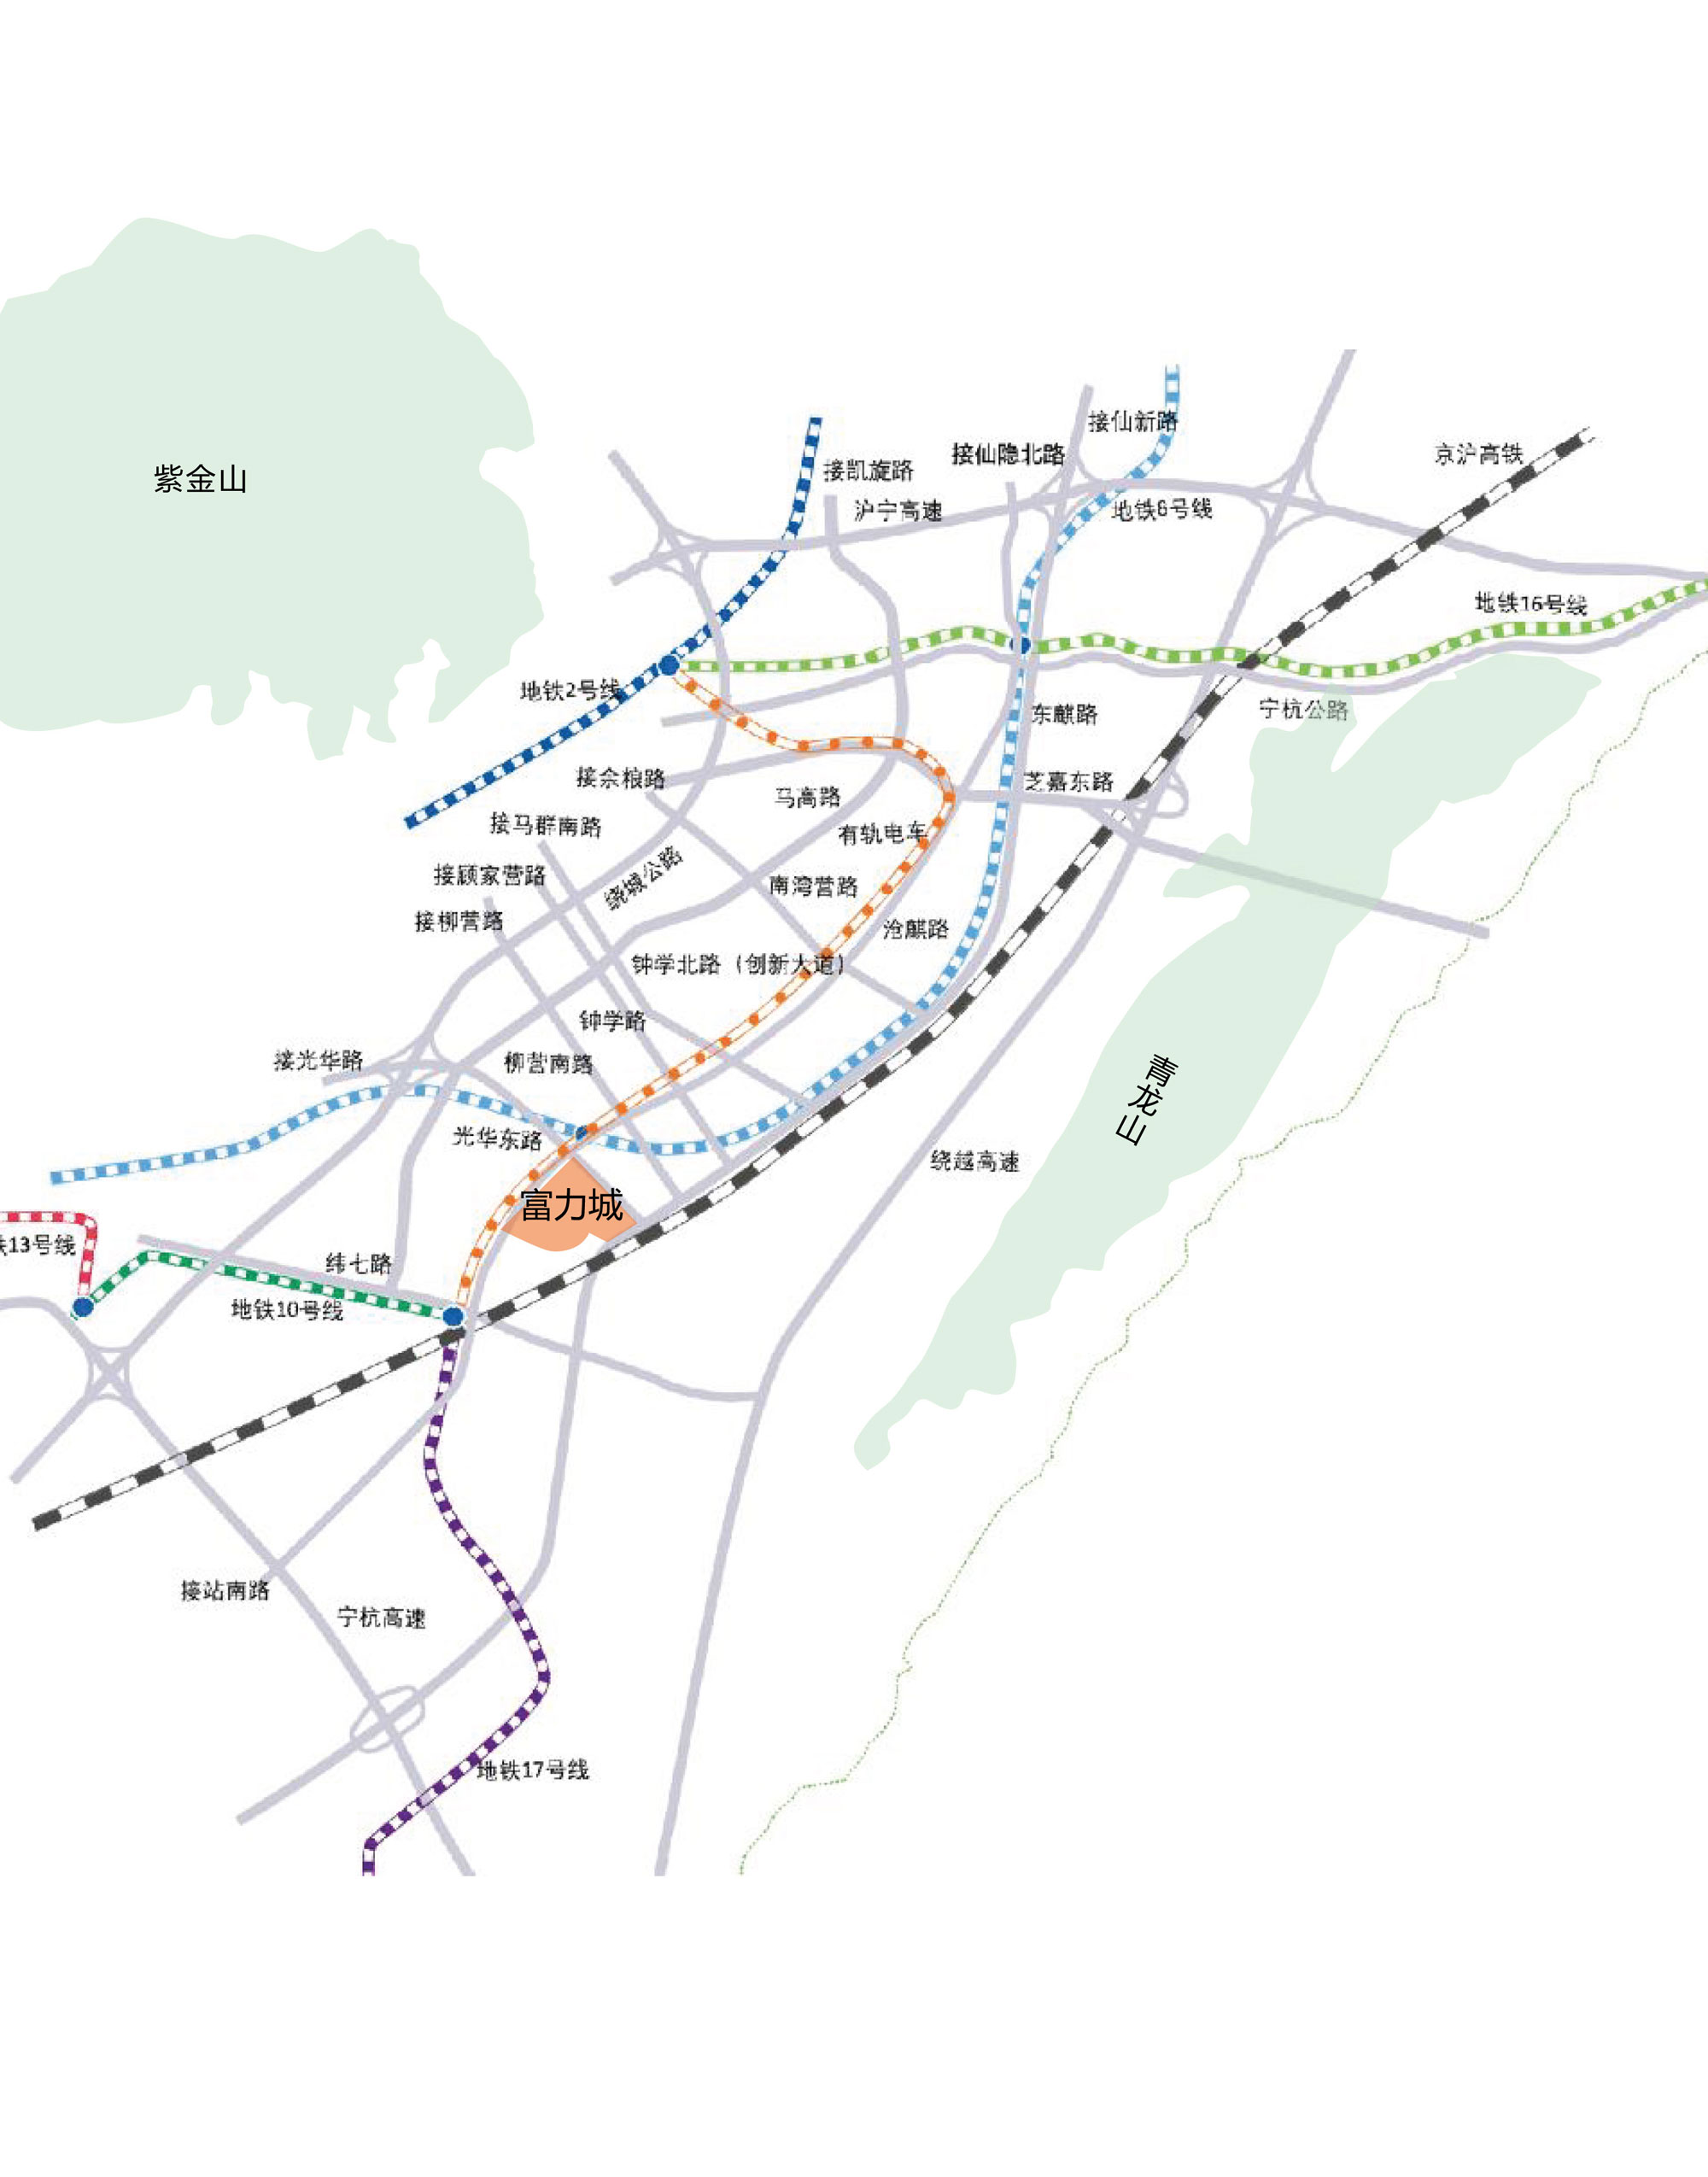 接仙新路
接仙隐北路
京沪高铁
接凯旋路
紫金山
沪宁高速
地铁6号线
地铁16号线
地铁2号线
宁杭公路
东麒路
接佘粮路
芝嘉东路
马高路
接马群南路
有轨电车
绕城公路
接顾家营路
南湾营路
接柳营路
沧麒路
钟学北路（创新大道）
钟学路
接光华路
柳营南路
青龙山
光华东路
绕越高速
富力城
铁13号线
纬七路
地铁10号线
接站南路
宁杭高速
地铁17号线